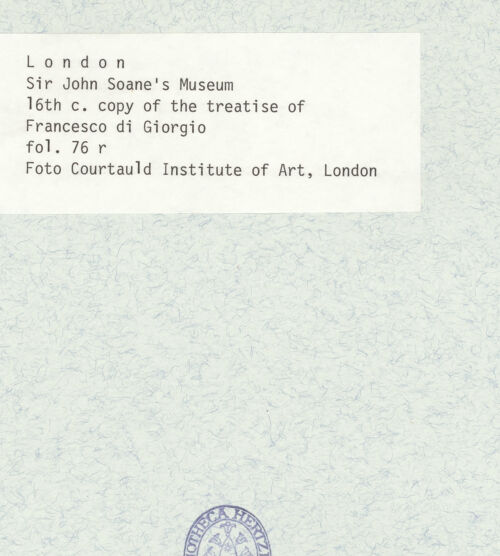 L o n d o n
Sir John Soane's Museum
16th c. copy of the treatise of
Francesco di Giorgio
fol. 76 r
Foto Courtauld Institute of Art, London